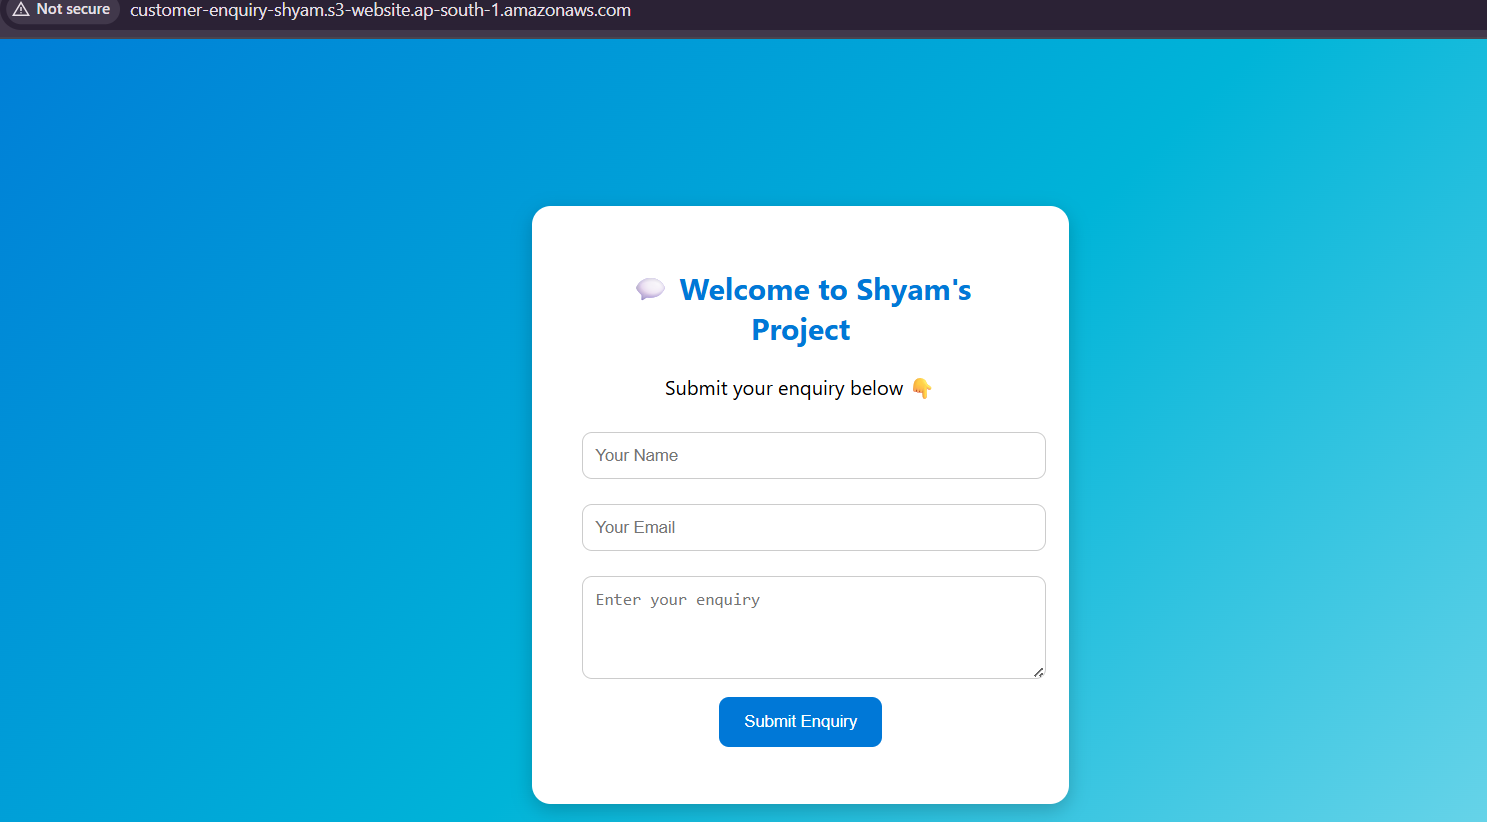 Not secure customer-enquiry-shyam.s3-website.ap-south-1.amazonaws.com
💬 Welcome to Shyam's
Project
Submit your enquiry below 👇
Your Name
Your Email
Enter your enquiry
Submit Enquiry